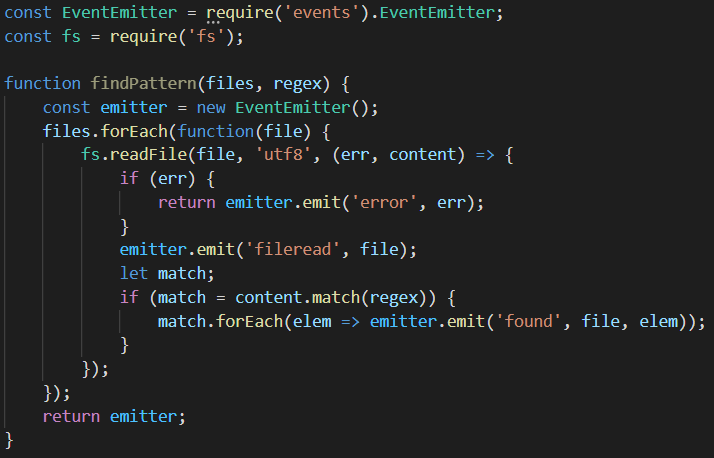 const EventEmitter = require('events').EventEmitter;
const fs = require('fs');

function findPattern(files, regex) {
    const emitter = new EventEmitter();
    files.forEach(function(file) {
        fs.readFile(file, 'utf8', (err, content) => {
            if (err) {
                return emitter.emit('error', err);
            }
            emitter.emit('fileread', file);
            let match;
            if (match = content.match(regex)) {
                match.forEach(elem => emitter.emit('found', file, elem));
            }
        });
    });
    return emitter;
}